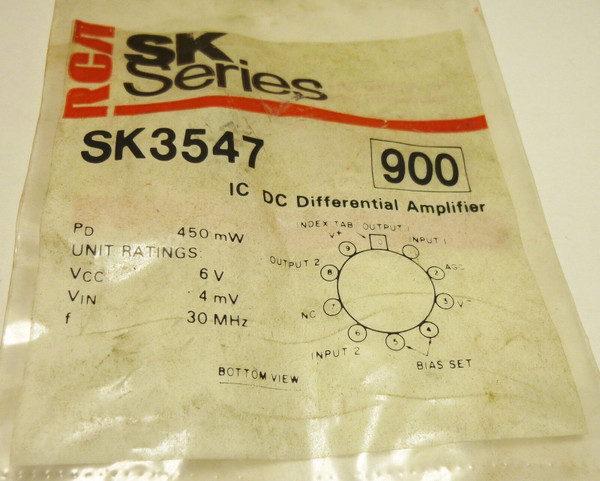 RCA
SK
Series
SK3547
900
IC DC Differential Amplifier
PD 450 mW
UNIT RATINGS:
VCC 6 V
VIN 4 mV
f 30 MHz
INDEX TAB OUTPUT 1
V+
INPUT 1
OUTPUT 2
9
8
2
AGC
NC
7
3
6
5
4
INPUT 2
BIAS SET
BOTTOM VIEW